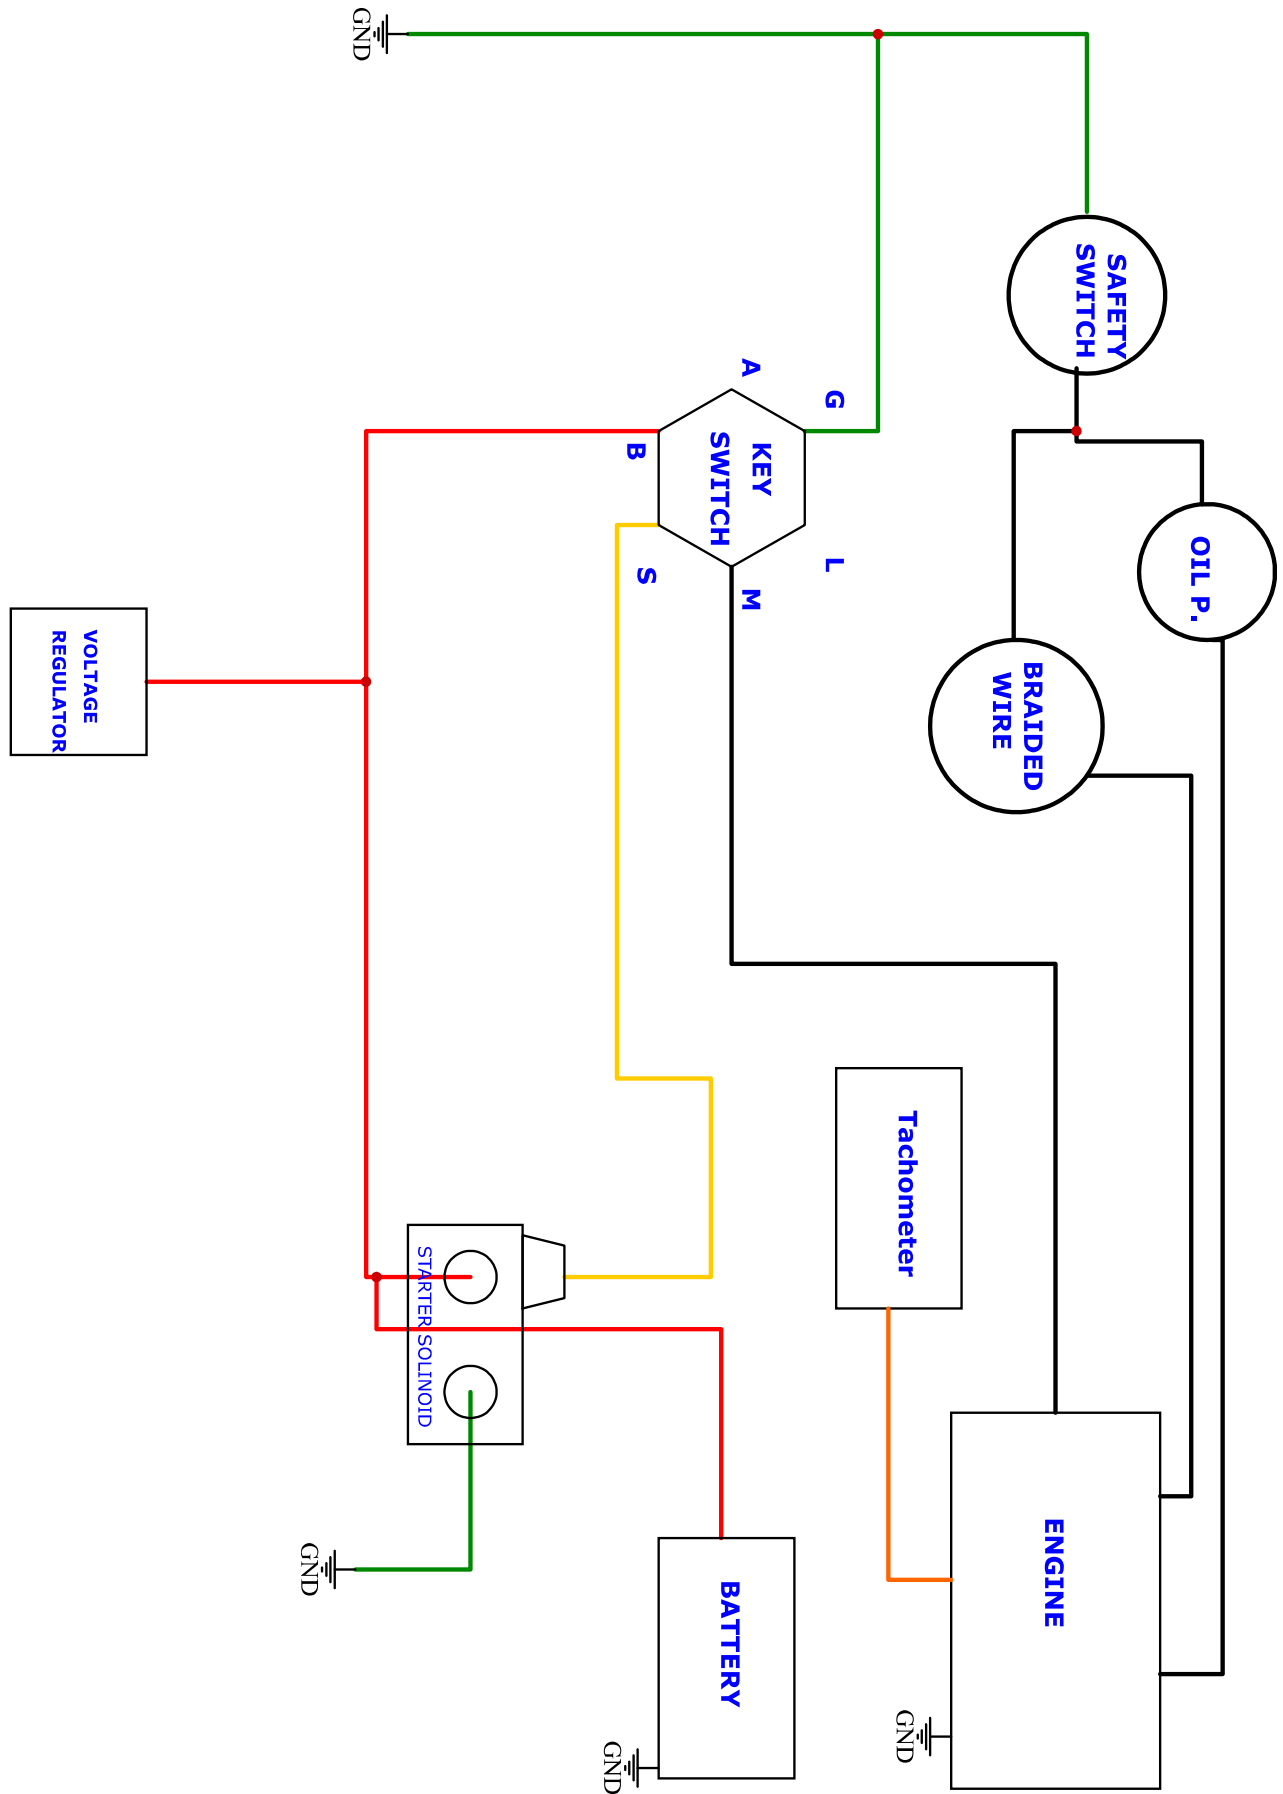 SAFETY
SWITCH
OIL P.
BRAIDED
WIRE
ENGINE
GND
Tachometer
G
L
A
KEY
SWITCH
M
B
S
BATTERY
GND
STARTER SOLINOID
GND
GND
VOLTAGE
REGULATOR